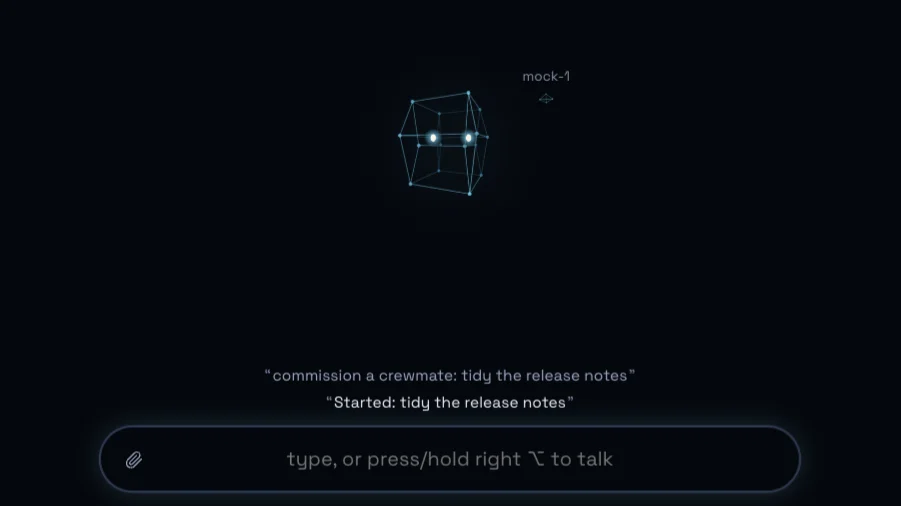 mock-1
“commission a crewmate: tidy the release notes”
“Started: tidy the release notes”
type, or press/hold right ⌥ to talk